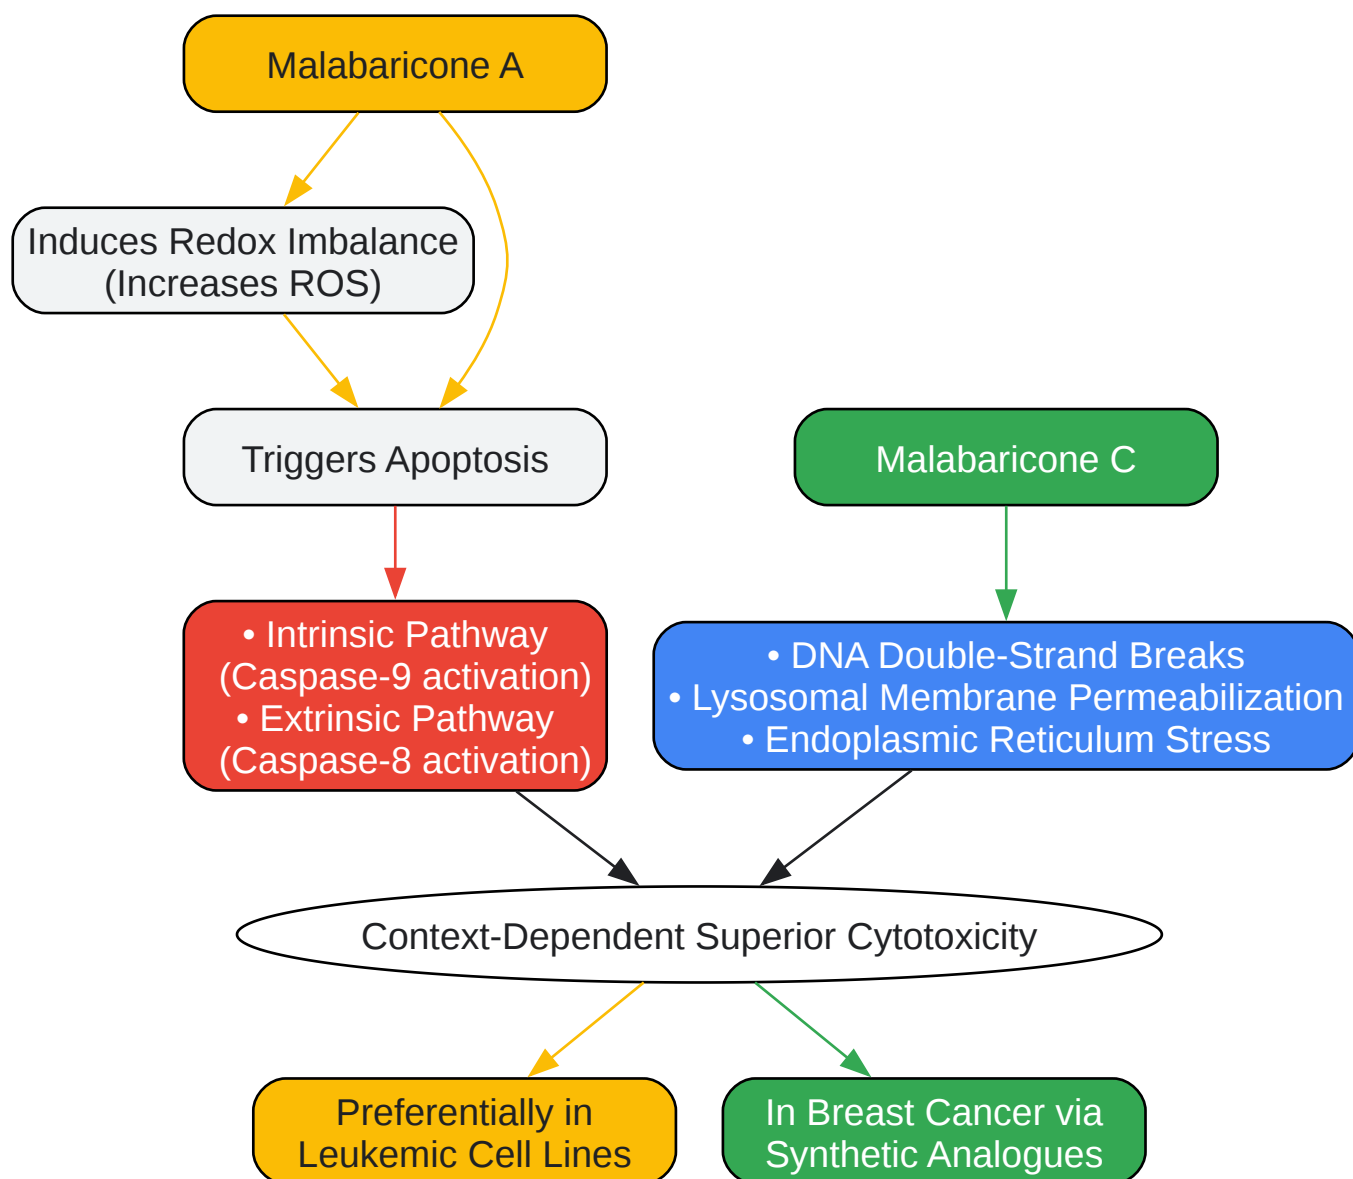 Malabaricone A
Induces Redox Imbalance
(Increases ROS)
Triggers Apoptosis
Malabaricone C
• Intrinsic Pathway
(Caspase-9 activation)
• Extrinsic Pathway
(Caspase-8 activation)
• DNA Double-Strand Breaks
• Lysosomal Membrane Permeabilization
• Endoplasmic Reticulum Stress
Context-Dependent Superior Cytotoxicity
Preferentially in
Leukemic Cell Lines
In Breast Cancer via
Synthetic Analogues